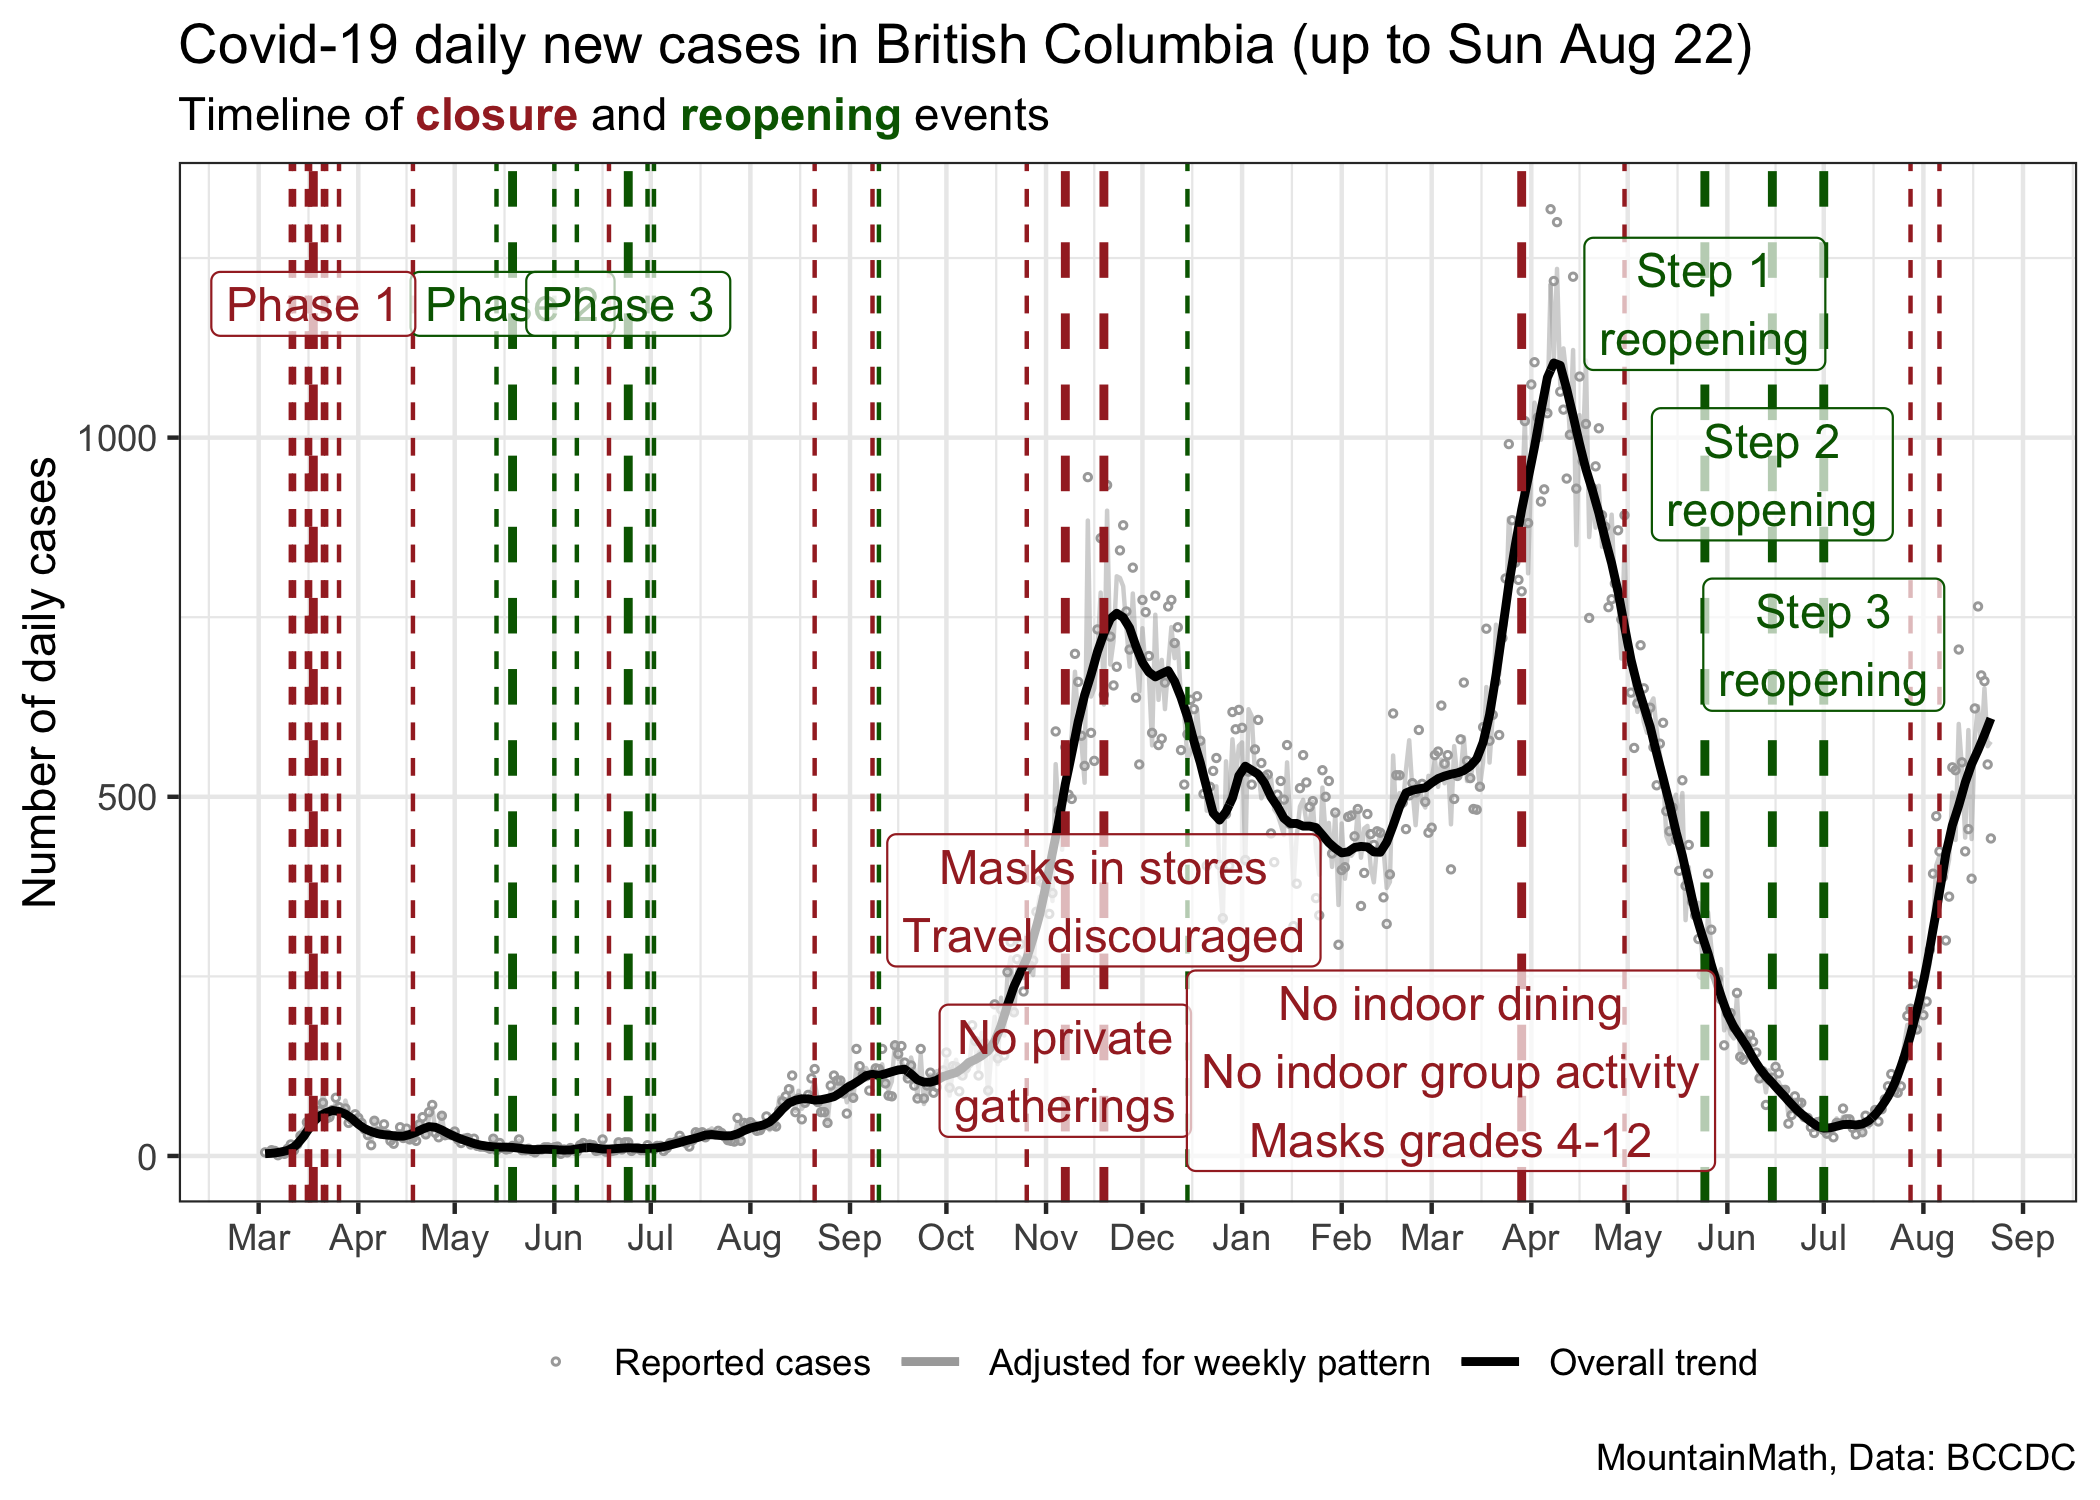 Covid-19 daily new cases in British Columbia (up to Sun Aug 22)
Timeline of closure and reopening events
Number of daily cases
1000
500
0
Phase 1
Phase 2
Phase 3
Step 1
reopening
Step 2
reopening
Step 3
reopening
Masks in stores
Travel discouraged
No private
gatherings
No indoor dining
No indoor group activity
Masks grades 4-12
Mar Apr May Jun Jul Aug Sep Oct Nov Dec Jan Feb Mar Apr May Jun Jul Aug Sep
Reported cases Adjusted for weekly pattern Overall trend
MountainMath, Data: BCCDC